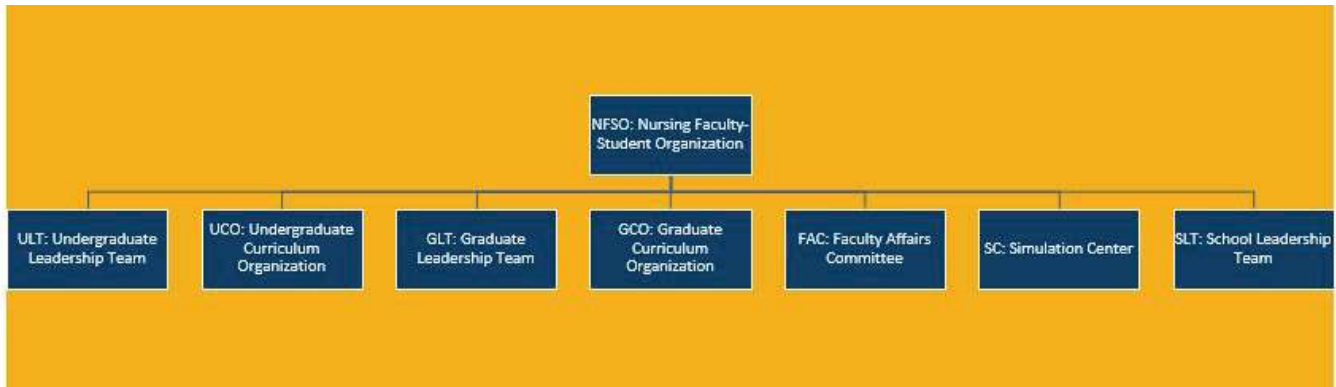 NFSO: Nursing Faculty-
Student Organization
ULT: Undergraduate
Leadership Team
UCO: Undergraduate
Curriculum
Organization
GLT: Graduate
Leadership Team
GCO: Graduate
Curriculum
Organization
FAC: Faculty Affairs
Committee
SC: Simulation Center
SLT: School Leadership
Team